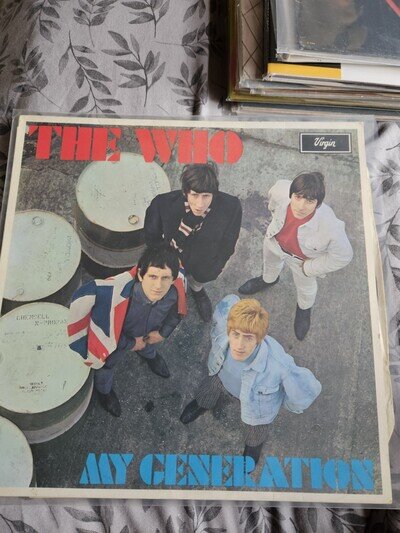 THE WHO
Virgin
MY GENERATION